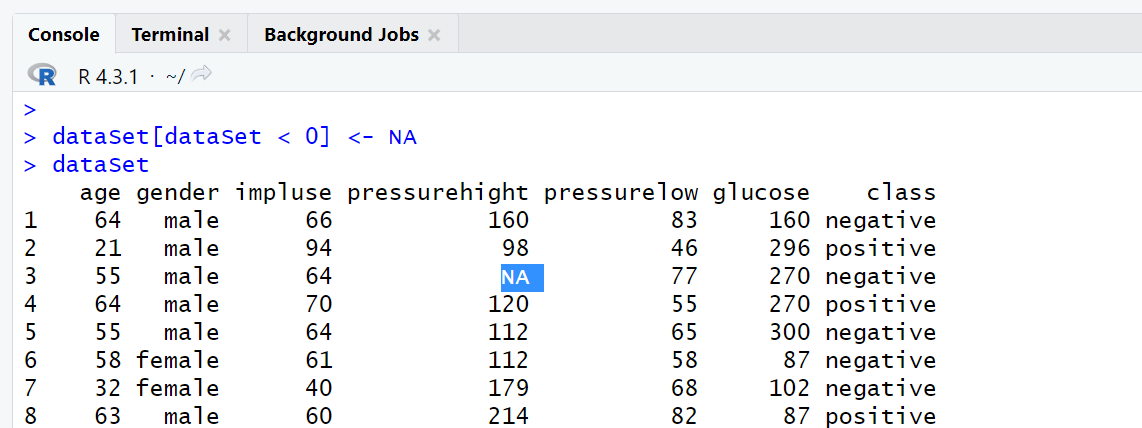 Console Terminal × Background Jobs ×
R R 4.3.1 · ~/
>
> dataSet[dataSet < 0] <- NA
> dataSet
age gender impluse pressurehight pressurelow glucose class
1 64 male 66 160 83 160 negative
2 21 male 94 98 46 296 positive
3 55 male 64 NA 77 270 negative
4 64 male 70 120 55 270 positive
5 55 male 64 112 65 300 negative
6 58 female 61 112 58 87 negative
7 32 female 40 179 68 102 negative
8 63 male 60 214 82 87 positive